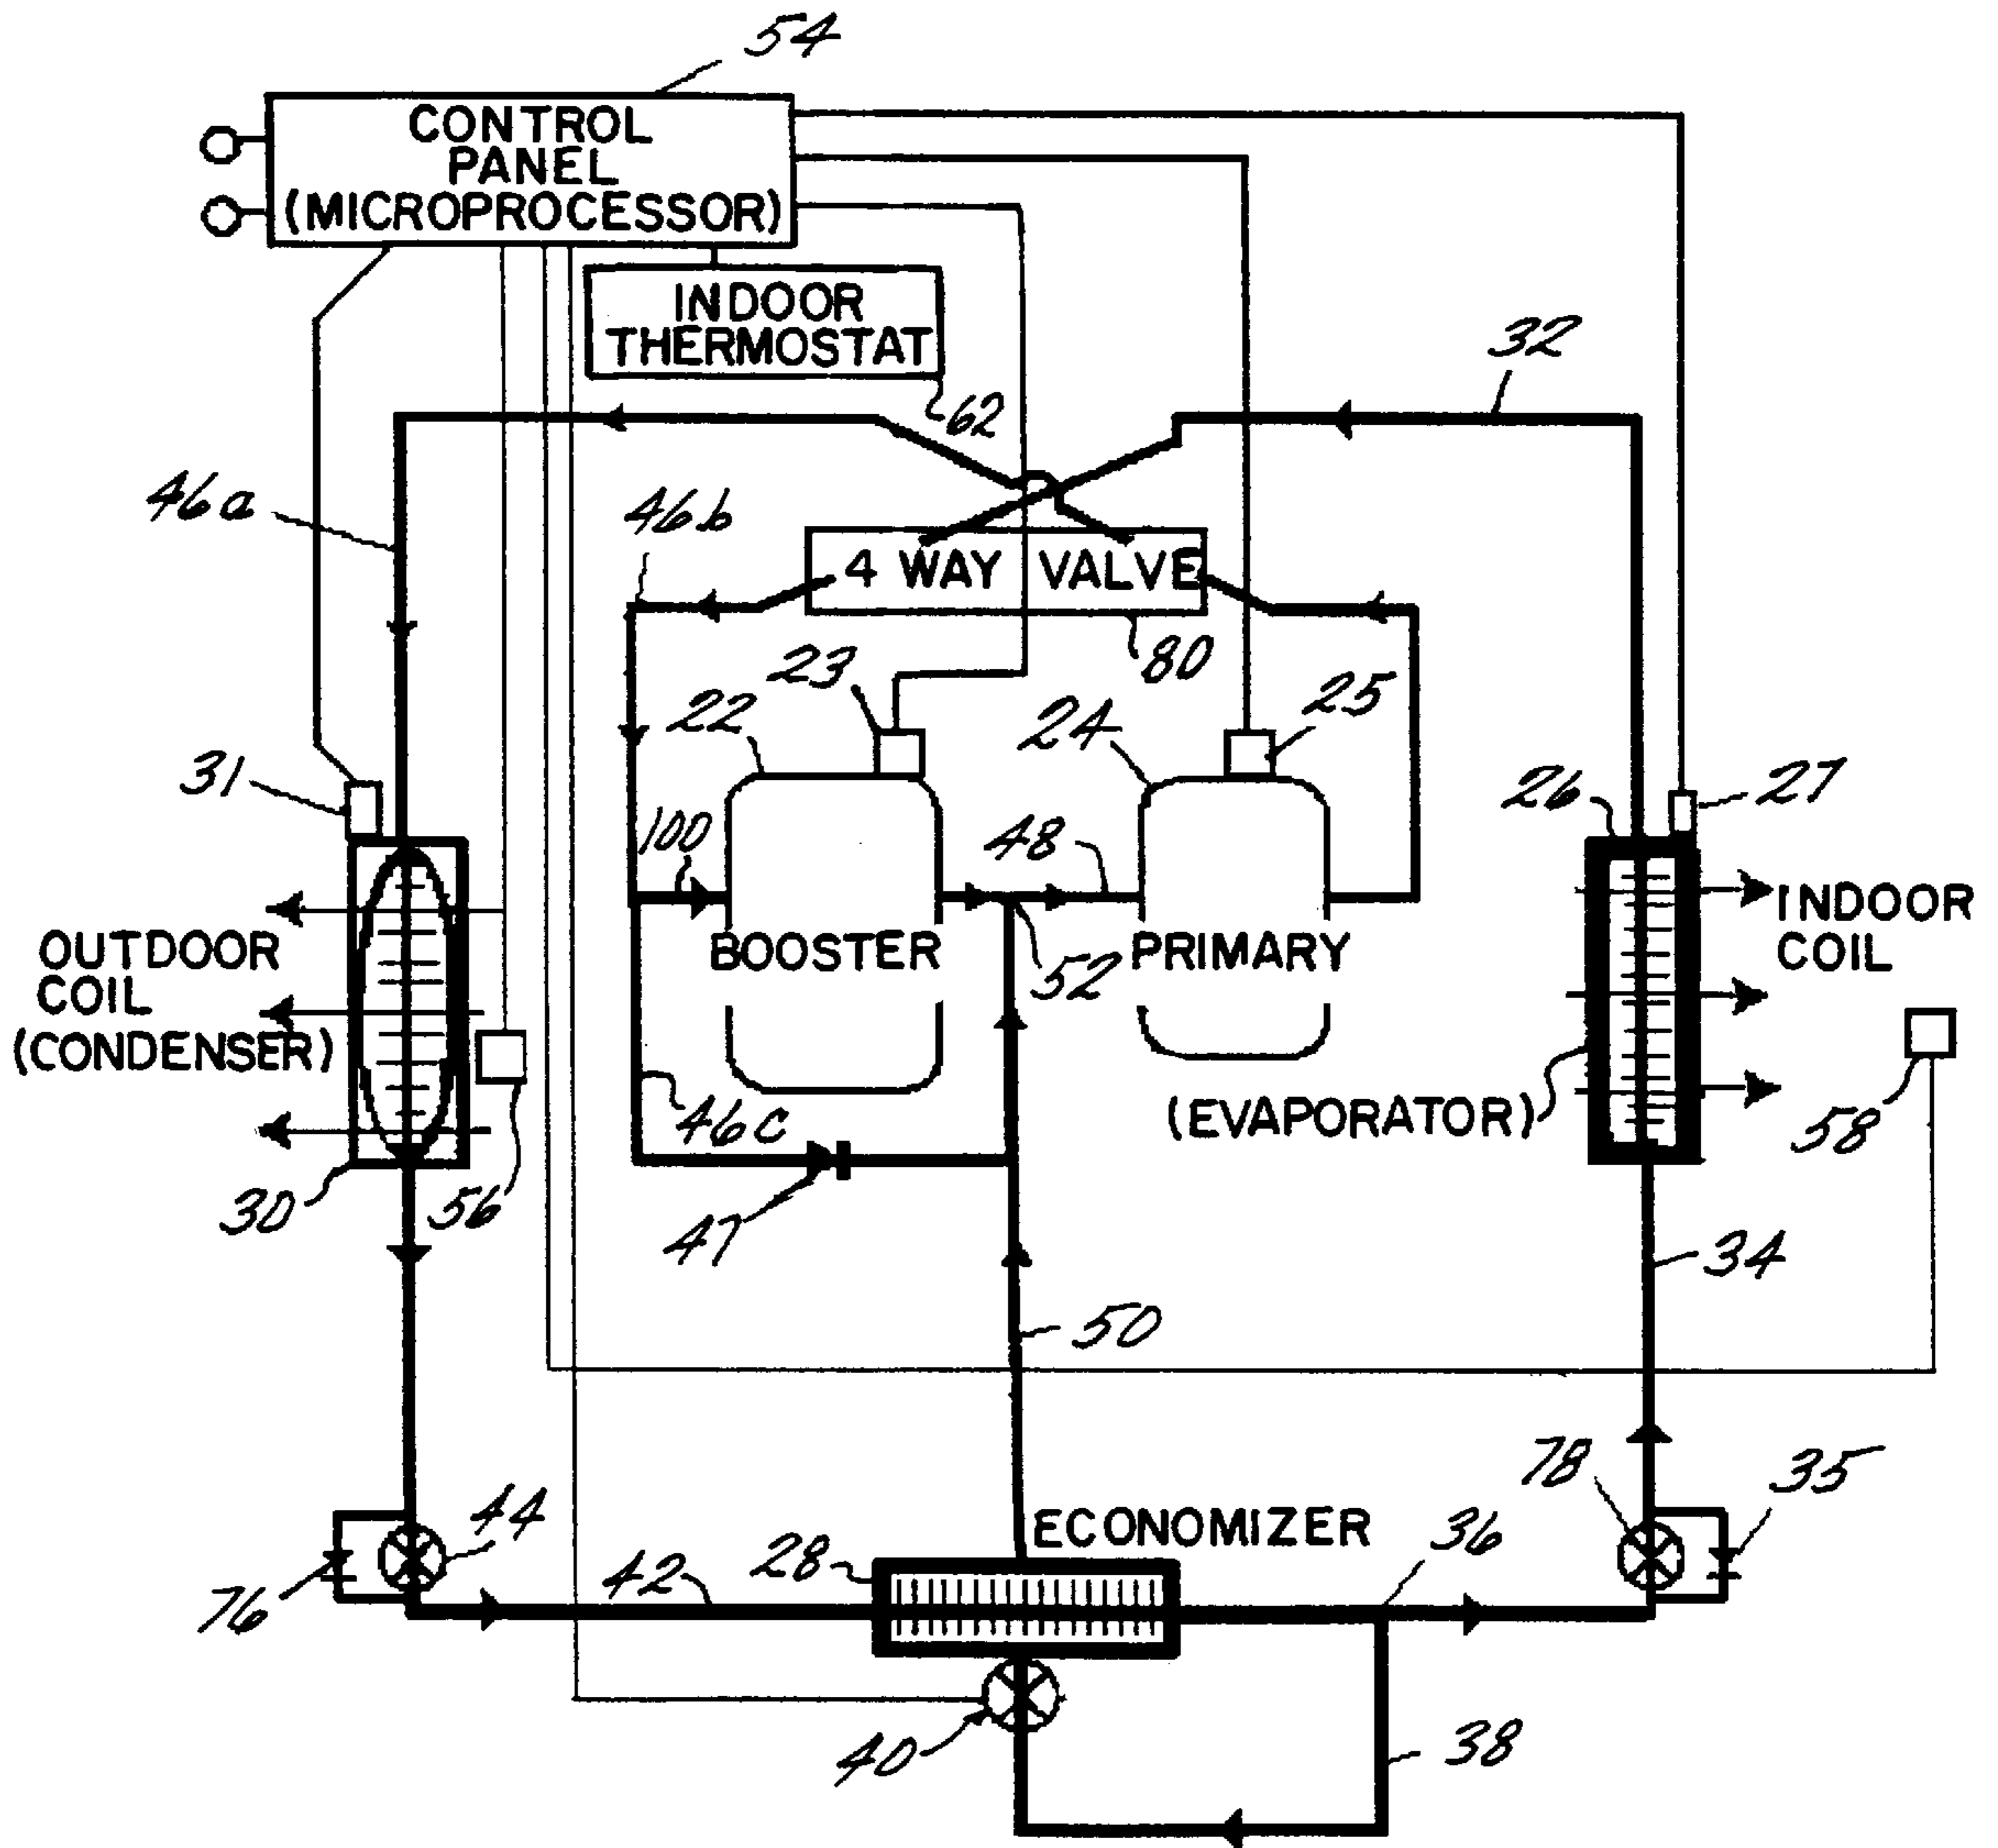 54
CONTROL
PANEL
(MICROPROCESSOR)
INDOOR
THERMOSTAT
62
32
46a
46b
4 WAY VALVE
80
23
22
24
25
31
26
27
100
48
OUTDOOR
COIL
(CONDENSER)
BOOSTER
52
PRIMARY
INDOOR
COIL
46c
(EVAPORATOR)
58
30
56
47
34
50
44
78
35
ECONOMIZER
28
36
76
42
40
38